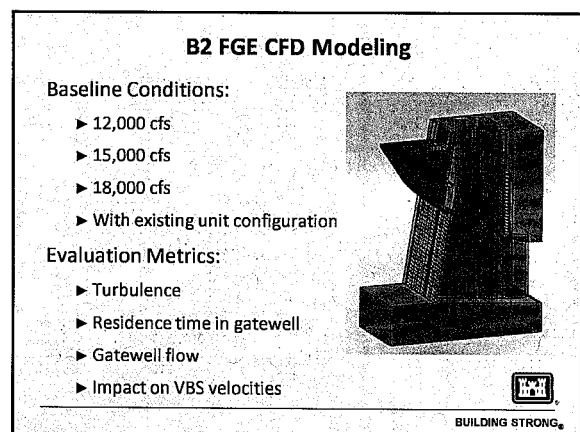 B2 FGE CFD Modeling
Baseline Conditions:
► 12,000 cfs
► 15,000 cfs
► 18,000 cfs
► With existing unit configuration
Evaluation Metrics:
► Turbulence
► Residence time in gatewell
► Gatewell flow
► Impact on VBS velocities
BUILDING STRONG®